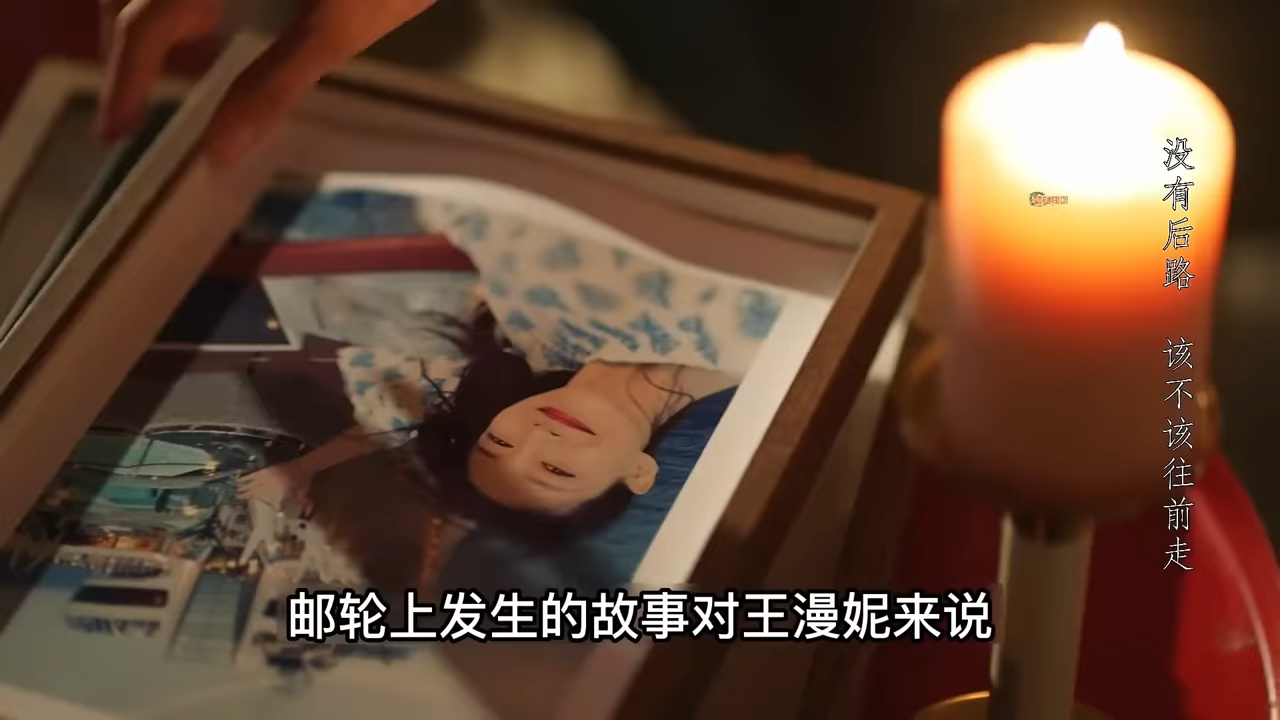 没有后路 该不该往前走
邮轮上发生的故事对王漫妮来说